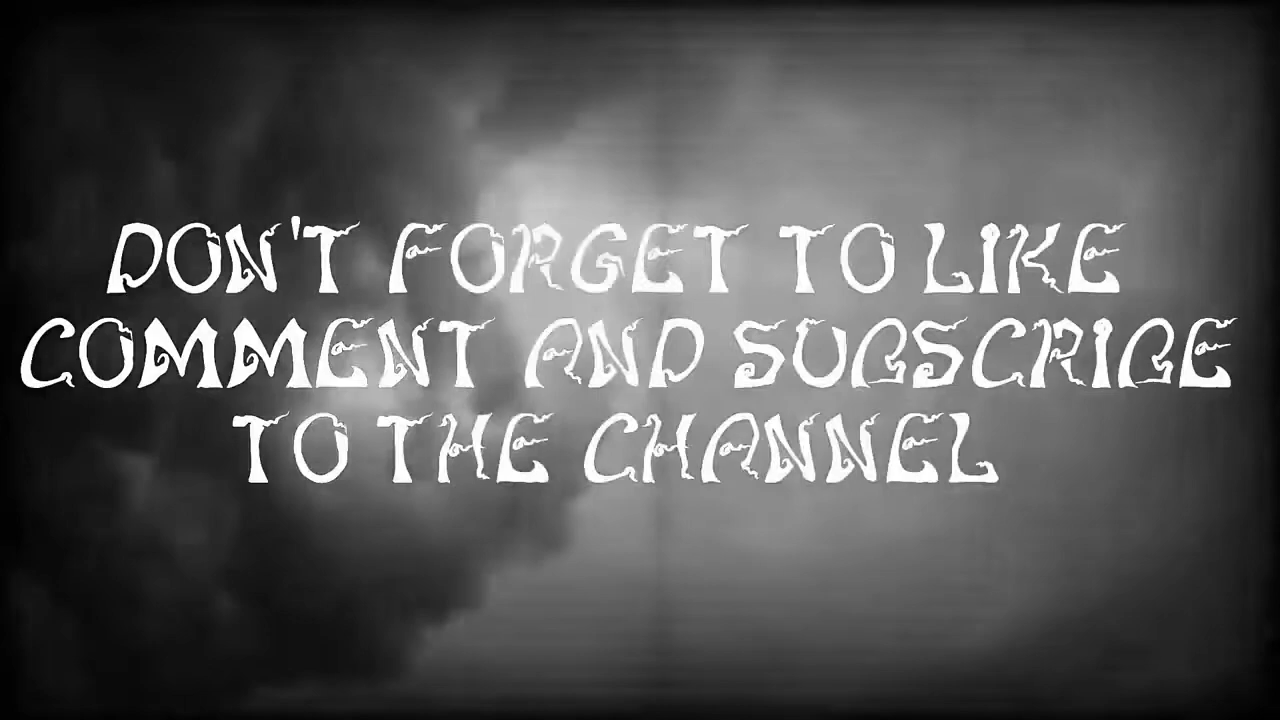 DON'T FORGET TO LIKE
COMMENT AND SUBSCRIBE
TO THE CHANNEL